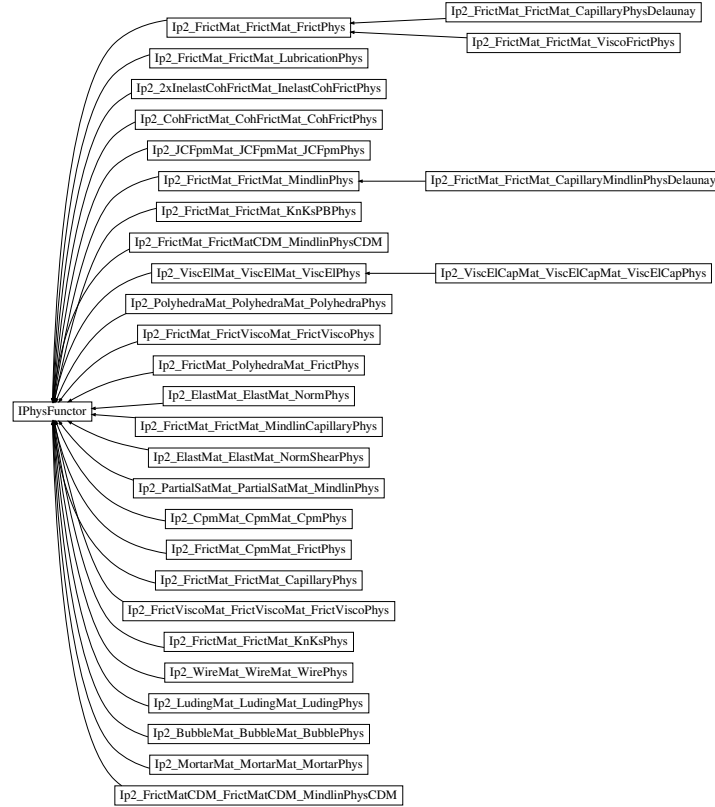 Ip2_FrictMat_FrictMat_CapillaryPhysDelaunay
Ip2_FrictMat_FrictMat_FrictPhys
Ip2_FrictMat_FrictMat_ViscoFrictPhys
Ip2_FrictMat_FrictMat_LubricationPhys
Ip2_2xInelastCohFrictMat_InelastCohFrictPhys
Ip2_CohFrictMat_CohFrictMat_CohFrictPhys
Ip2_JCFpmMat_JCFpmMat_JCFpmPhys
Ip2_FrictMat_FrictMat_MindlinPhys
Ip2_FrictMat_FrictMat_CapillaryMindlinPhysDelaunay
Ip2_FrictMat_FrictMat_KnKsPBPhys
Ip2_FrictMat_FrictMatCDM_MindlinPhysCDM
Ip2_ViscElMat_ViscElMat_ViscElPhys
Ip2_ViscElCapMat_ViscElCapMat_ViscElCapPhys
Ip2_PolyhedraMat_PolyhedraMat_PolyhedraPhys
Ip2_FrictMat_FrictViscoMat_FrictViscoPhys
Ip2_FrictMat_PolyhedraMat_FrictPhys
Ip2_ElastMat_ElastMat_NormPhys
IPhysFunctor
Ip2_FrictMat_FrictMat_MindlinCapillaryPhys
Ip2_ElastMat_ElastMat_NormShearPhys
Ip2_PartialSatMat_PartialSatMat_MindlinPhys
Ip2_CpmMat_CpmMat_CpmPhys
Ip2_FrictMat_CpmMat_FrictPhys
Ip2_FrictMat_FrictMat_CapillaryPhys
Ip2_FrictViscoMat_FrictViscoMat_FrictViscoPhys
Ip2_FrictMat_FrictMat_KnKsPhys
Ip2_WireMat_WireMat_WirePhys
Ip2_LudingMat_LudingMat_LudingPhys
Ip2_BubbleMat_BubbleMat_BubblePhys
Ip2_MortarMat_MortarMat_MortarPhys
Ip2_FrictMatCDM_FrictMatCDM_MindlinPhysCDM